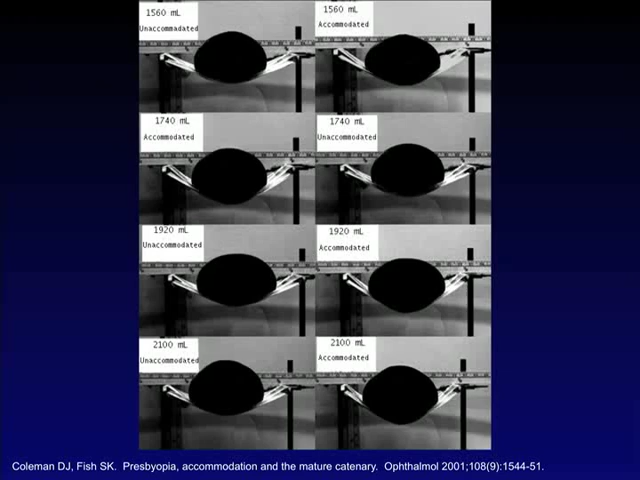 1560 mL
Unaccommadated
1560 mL
Accommodated
1740 mL
Accommodated
1740 mL
Unaccommodated
1920 mL
Unaccommodated
1920 mL
Accommodated
2100 mL
Unaccommodated
2100 mL
Accommodated
Coleman DJ, Fish SK. Presbyopia, accommodation and the mature catenary. Ophthalmol 2001;108(9):1544-51.